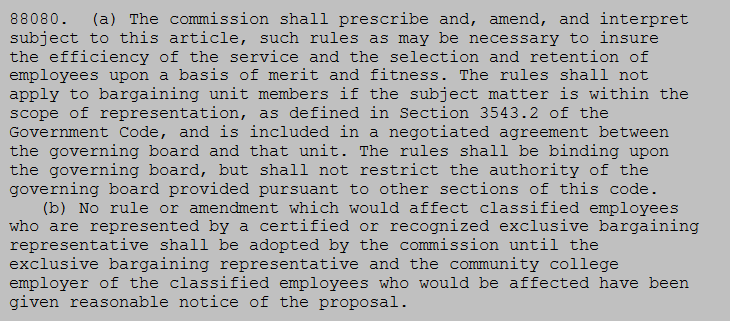 88080.  (a) The commission shall prescribe and, amend, and interpret
subject to this article, such rules as may be necessary to insure
the efficiency of the service and the selection and retention of
employees upon a basis of merit and fitness. The rules shall not
apply to bargaining unit members if the subject matter is within the
scope of representation, as defined in Section 3543.2 of the
Government Code, and is included in a negotiated agreement between
the governing board and that unit. The rules shall be binding upon
the governing board, but shall not restrict the authority of the
governing board provided pursuant to other sections of this code.
(b) No rule or amendment which would affect classified employees
who are represented by a certified or recognized exclusive bargaining
representative shall be adopted by the commission until the
exclusive bargaining representative and the community college
employer of the classified employees who would be affected have been
given reasonable notice of the proposal.